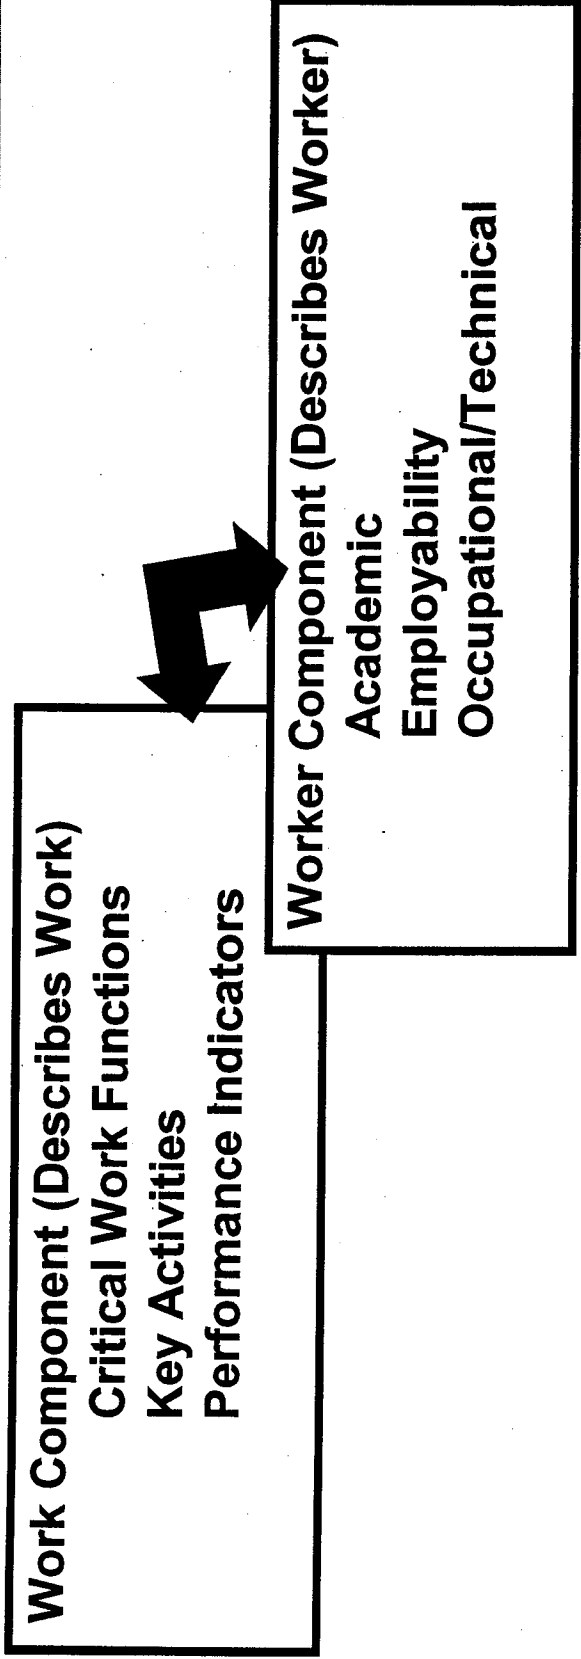 Work Component (Describes Work)
Critical Work Functions
Key Activities
Performance Indicators
Worker Component (Describes Worker)
Academic
Employability
Occupational/Technical